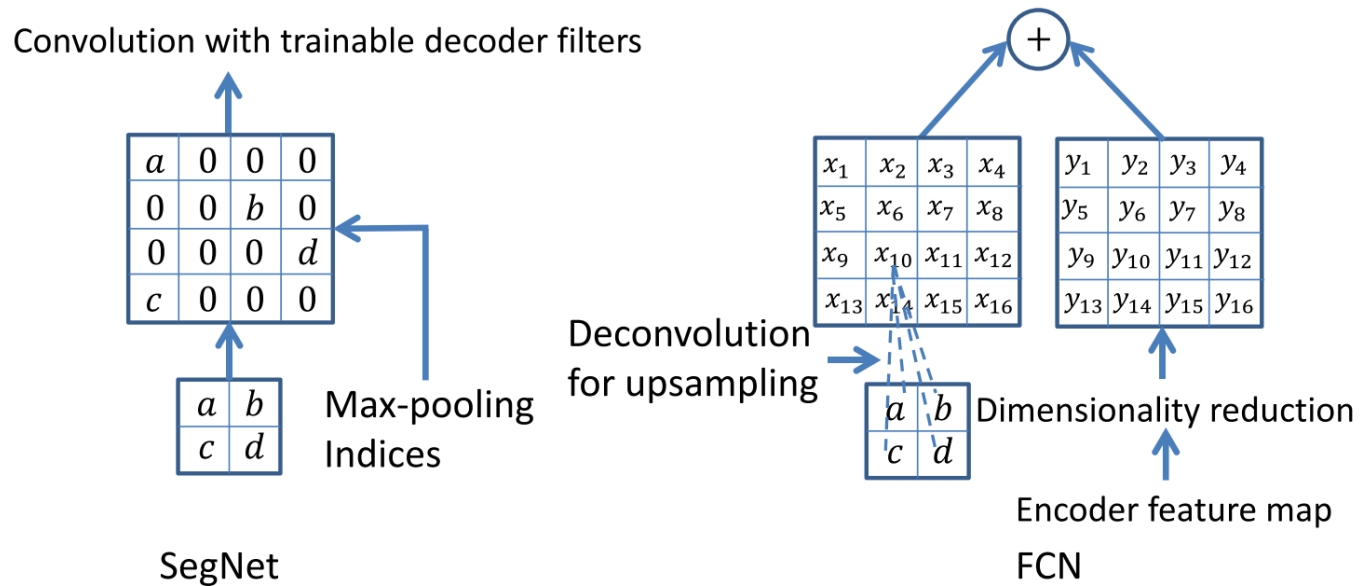 Convolution with trainable decoder filters
a 0 0 0
0 0 b 0
0 0 0 d
c 0 0 0
a b
c d
Max-pooling
Indices
SegNet
+
x₁ x₂ x₃ x₄
x₅ x₆ x₇ x₈
x₉ x₁₀ x₁₁ x₁₂
x₁₃ x₁₄ x₁₅ x₁₆
y₁ y₂ y₃ y₄
y₅ y₆ y₇ y₈
y₉ y₁₀ y₁₁ y₁₂
y₁₃ y₁₄ y₁₅ y₁₆
Deconvolution
for upsampling
a b
c d
Dimensionality reduction
Encoder feature map
FCN